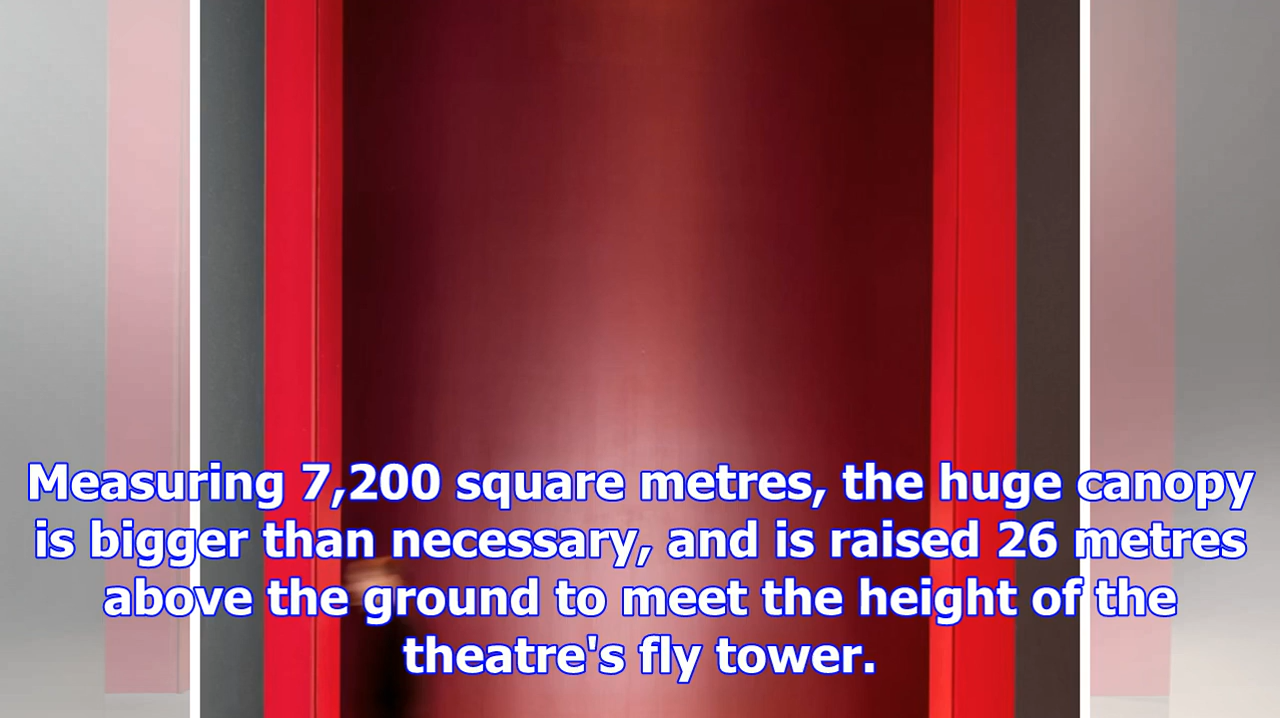 Measuring 7,200 square metres, the huge canopy
is bigger than necessary, and is raised 26 metres
above the ground to meet the height of the
theatre's fly tower.